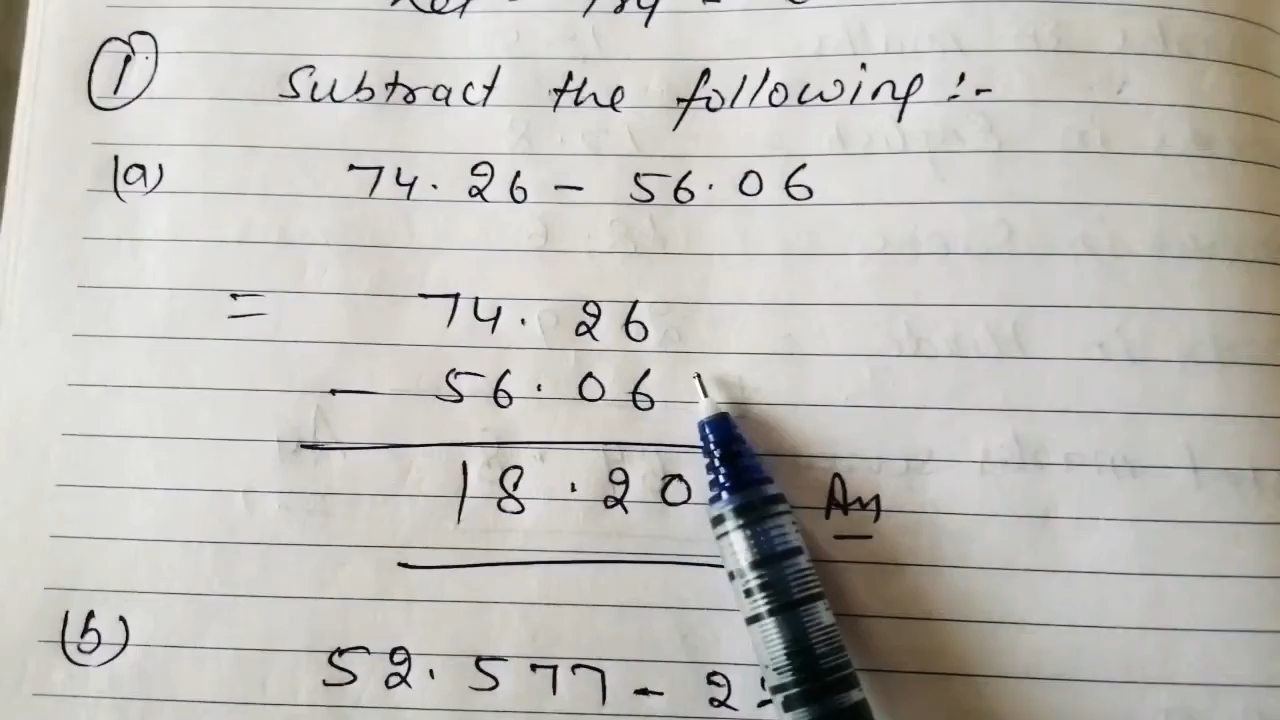 ① Subtract the following :-
(a) 74.26 - 56.06
= 74.26
- 56.06
18.20 Ans
(b) 52.577 - 2